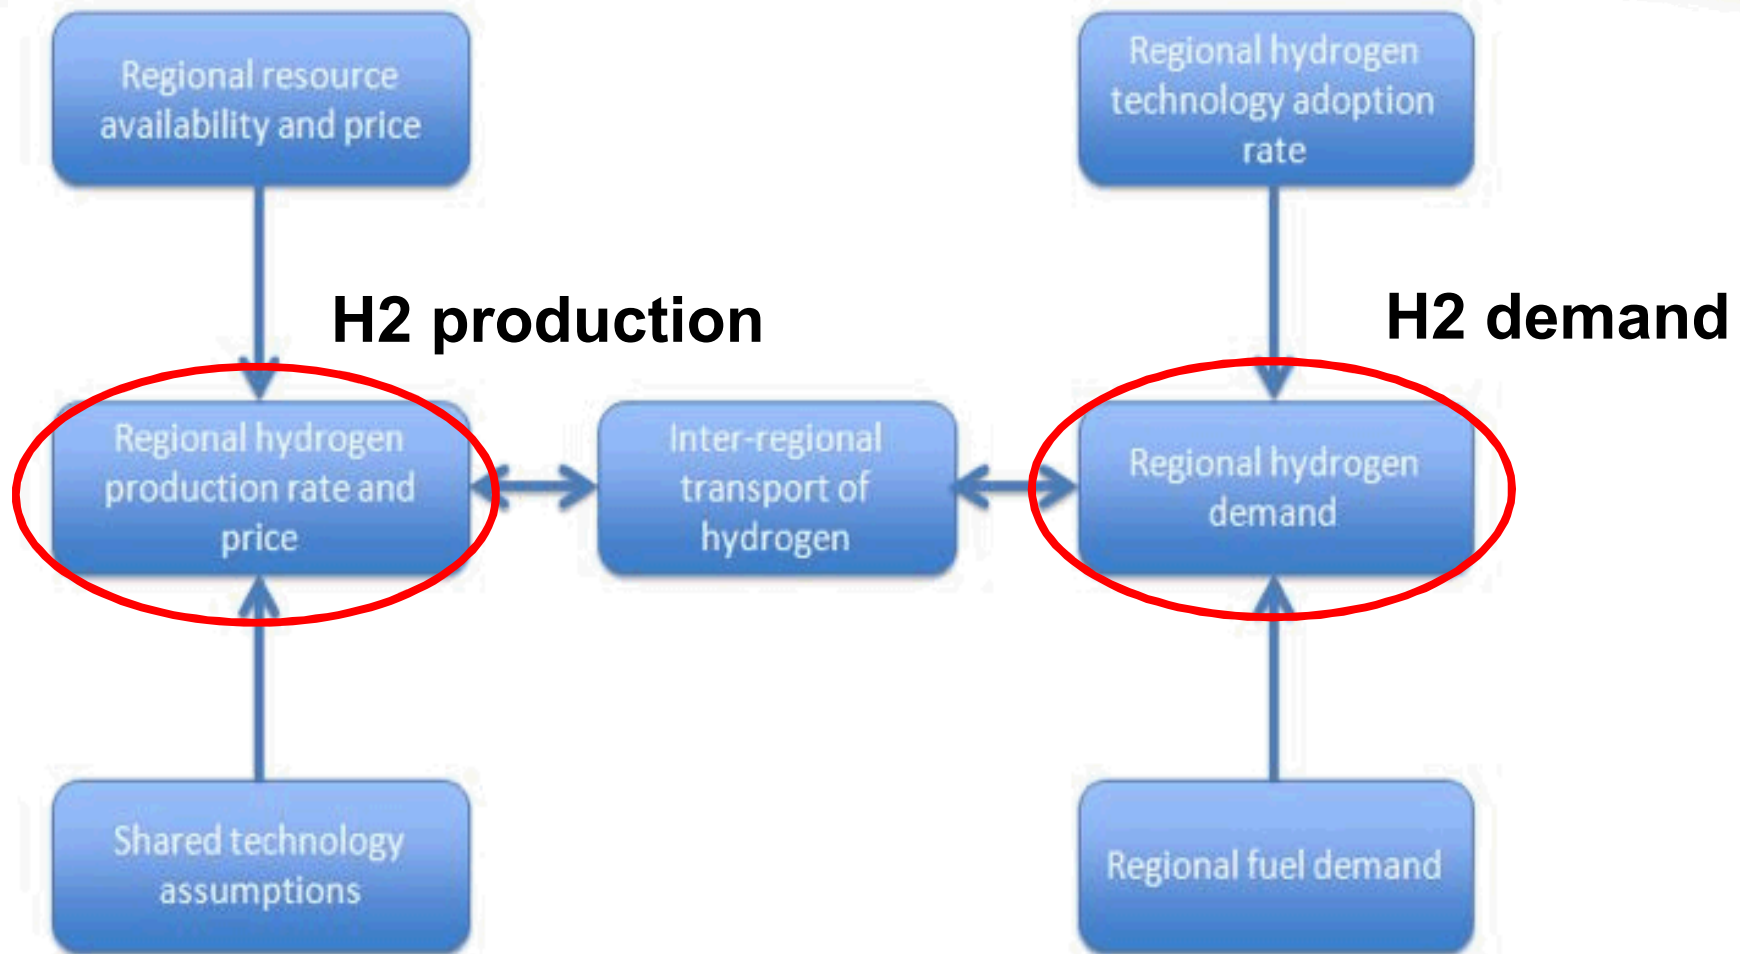 Regional resource
availability and price
Regional hydrogen
technology adoption
rate
H2 production
H2 demand
Regional hydrogen
production rate and
price
Inter-regional
transport of
hydrogen
Regional hydrogen
demand
Shared technology
assumptions
Regional fuel demand